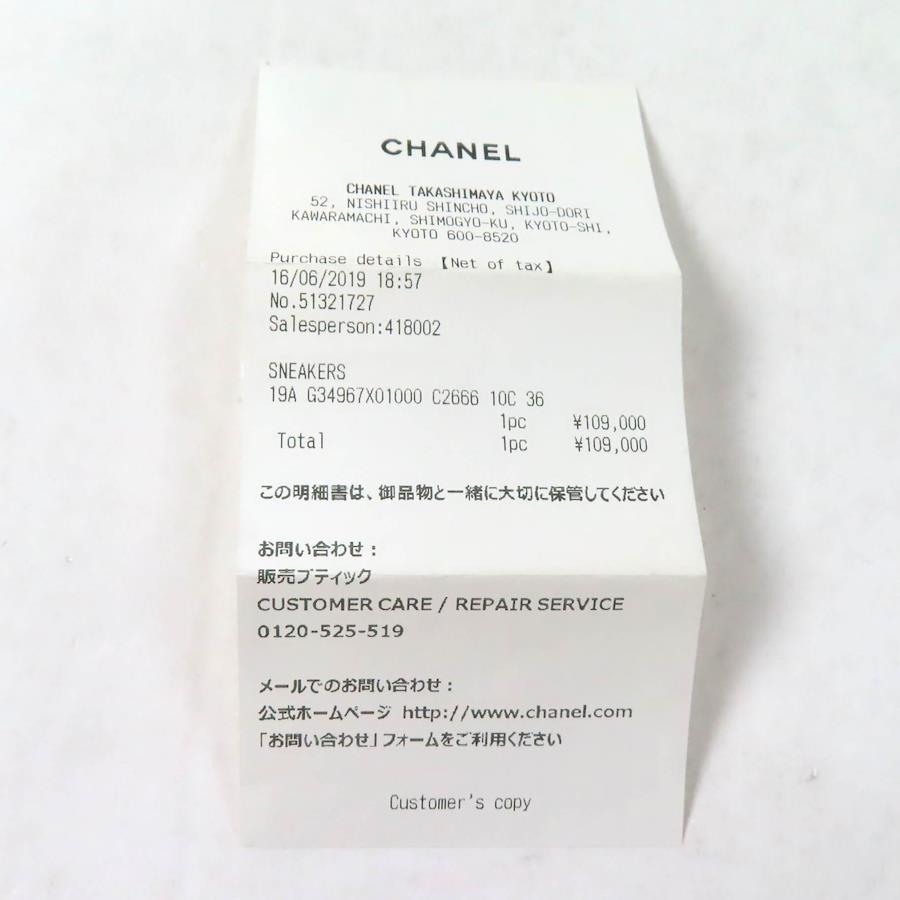 CHANEL
CHANEL TAKASHIMAYA KYOTO
52, NISHIIRU SHINCHO, SHIJO-DORI
KAWARAMACHI, SHIMOGYO-KU, KYOTO-SHI,
KYOTO 600-8520
Purchase details 【Net of tax】
16/06/2019 18:57
No.51321727
Salesperson:418002
SNEAKERS
19A G34967X01000 C2666 10C 36
1pc ¥109,000
Total 1pc ¥109,000
この明細書は、御品物と一緒に大切に保管してください
お問い合わせ：
販売ブティック
CUSTOMER CARE / REPAIR SERVICE
0120-525-519
メールでのお問い合わせ：
公式ホームページ http://www.chanel.com
「お問い合わせ」フォームをご利用ください
Customer's copy